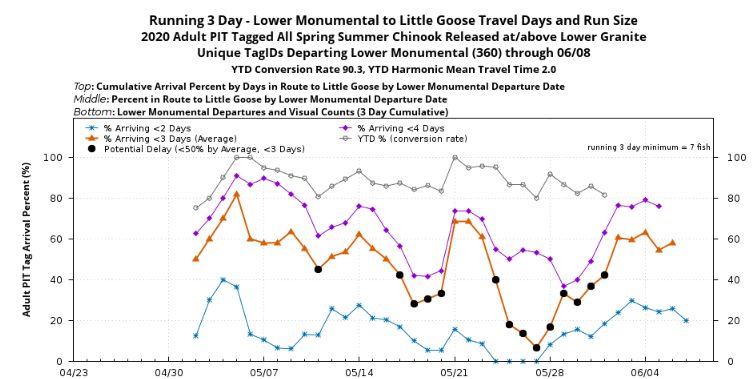 Running 3 Day - Lower Monumental to Little Goose Travel Days and Run Size
2020 Adult PIT Tagged All Spring Summer Chinook Released at/above Lower Granite
Unique TagIDs Departing Lower Monumental (360) through 06/08
YTD Conversion Rate 90.3, YTD Harmonic Mean Travel Time 2.0
Top: Cumulative Arrival Percent by Days in Route to Little Goose by Lower Monumental Departure Date
Middle: Percent in Route to Little Goose by Lower Monumental Departure Date
Bottom: Lower Monumental Departures and Visual Counts (3 Day Cumulative)
% Arriving <2 Days
% Arriving <4 Days
% Arriving <3 Days (Average)
YTD % (conversion rate)
Potential Delay (<50% by Average, <3 Days)
running 3 day minimum = 7 fish
Adult PIT Tag Arrival Percent (%)
100 100
80 80
60 60
40 40
20 20
0 0
04/23 04/30 05/07 05/14 05/21 05/28 06/04